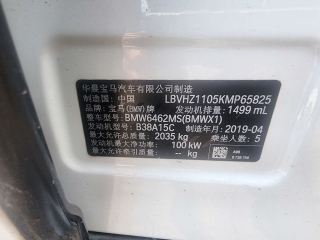 华晨宝马汽车有限公司制造
制造国：中国 LBVHZ1105KMP65825
品牌：宝马(BMW)牌 发动机排量：1499 mL
整车型号：BMW6462MS(BMWX1)
发动机型号：B38A15C 制造年月：2019-04
最大允许总质量：2035 kg 乘坐人数：5
发动机最大净功率：100 kW A96
最大允许牵引质量：--- kg